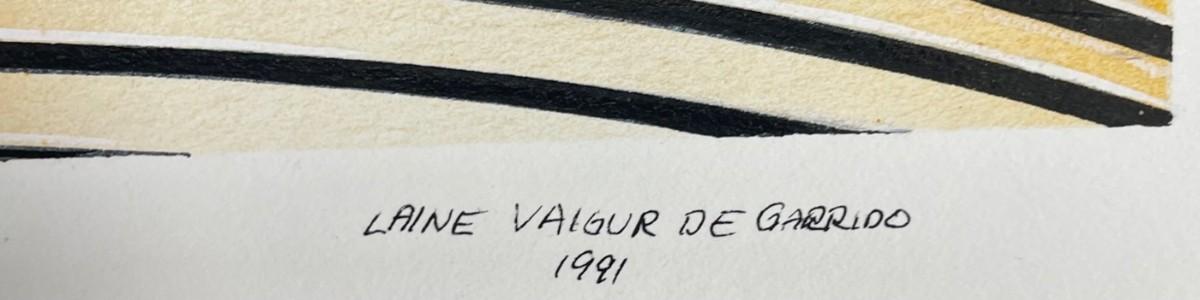 LAINE VAIGUR DE GARRIDO
1991